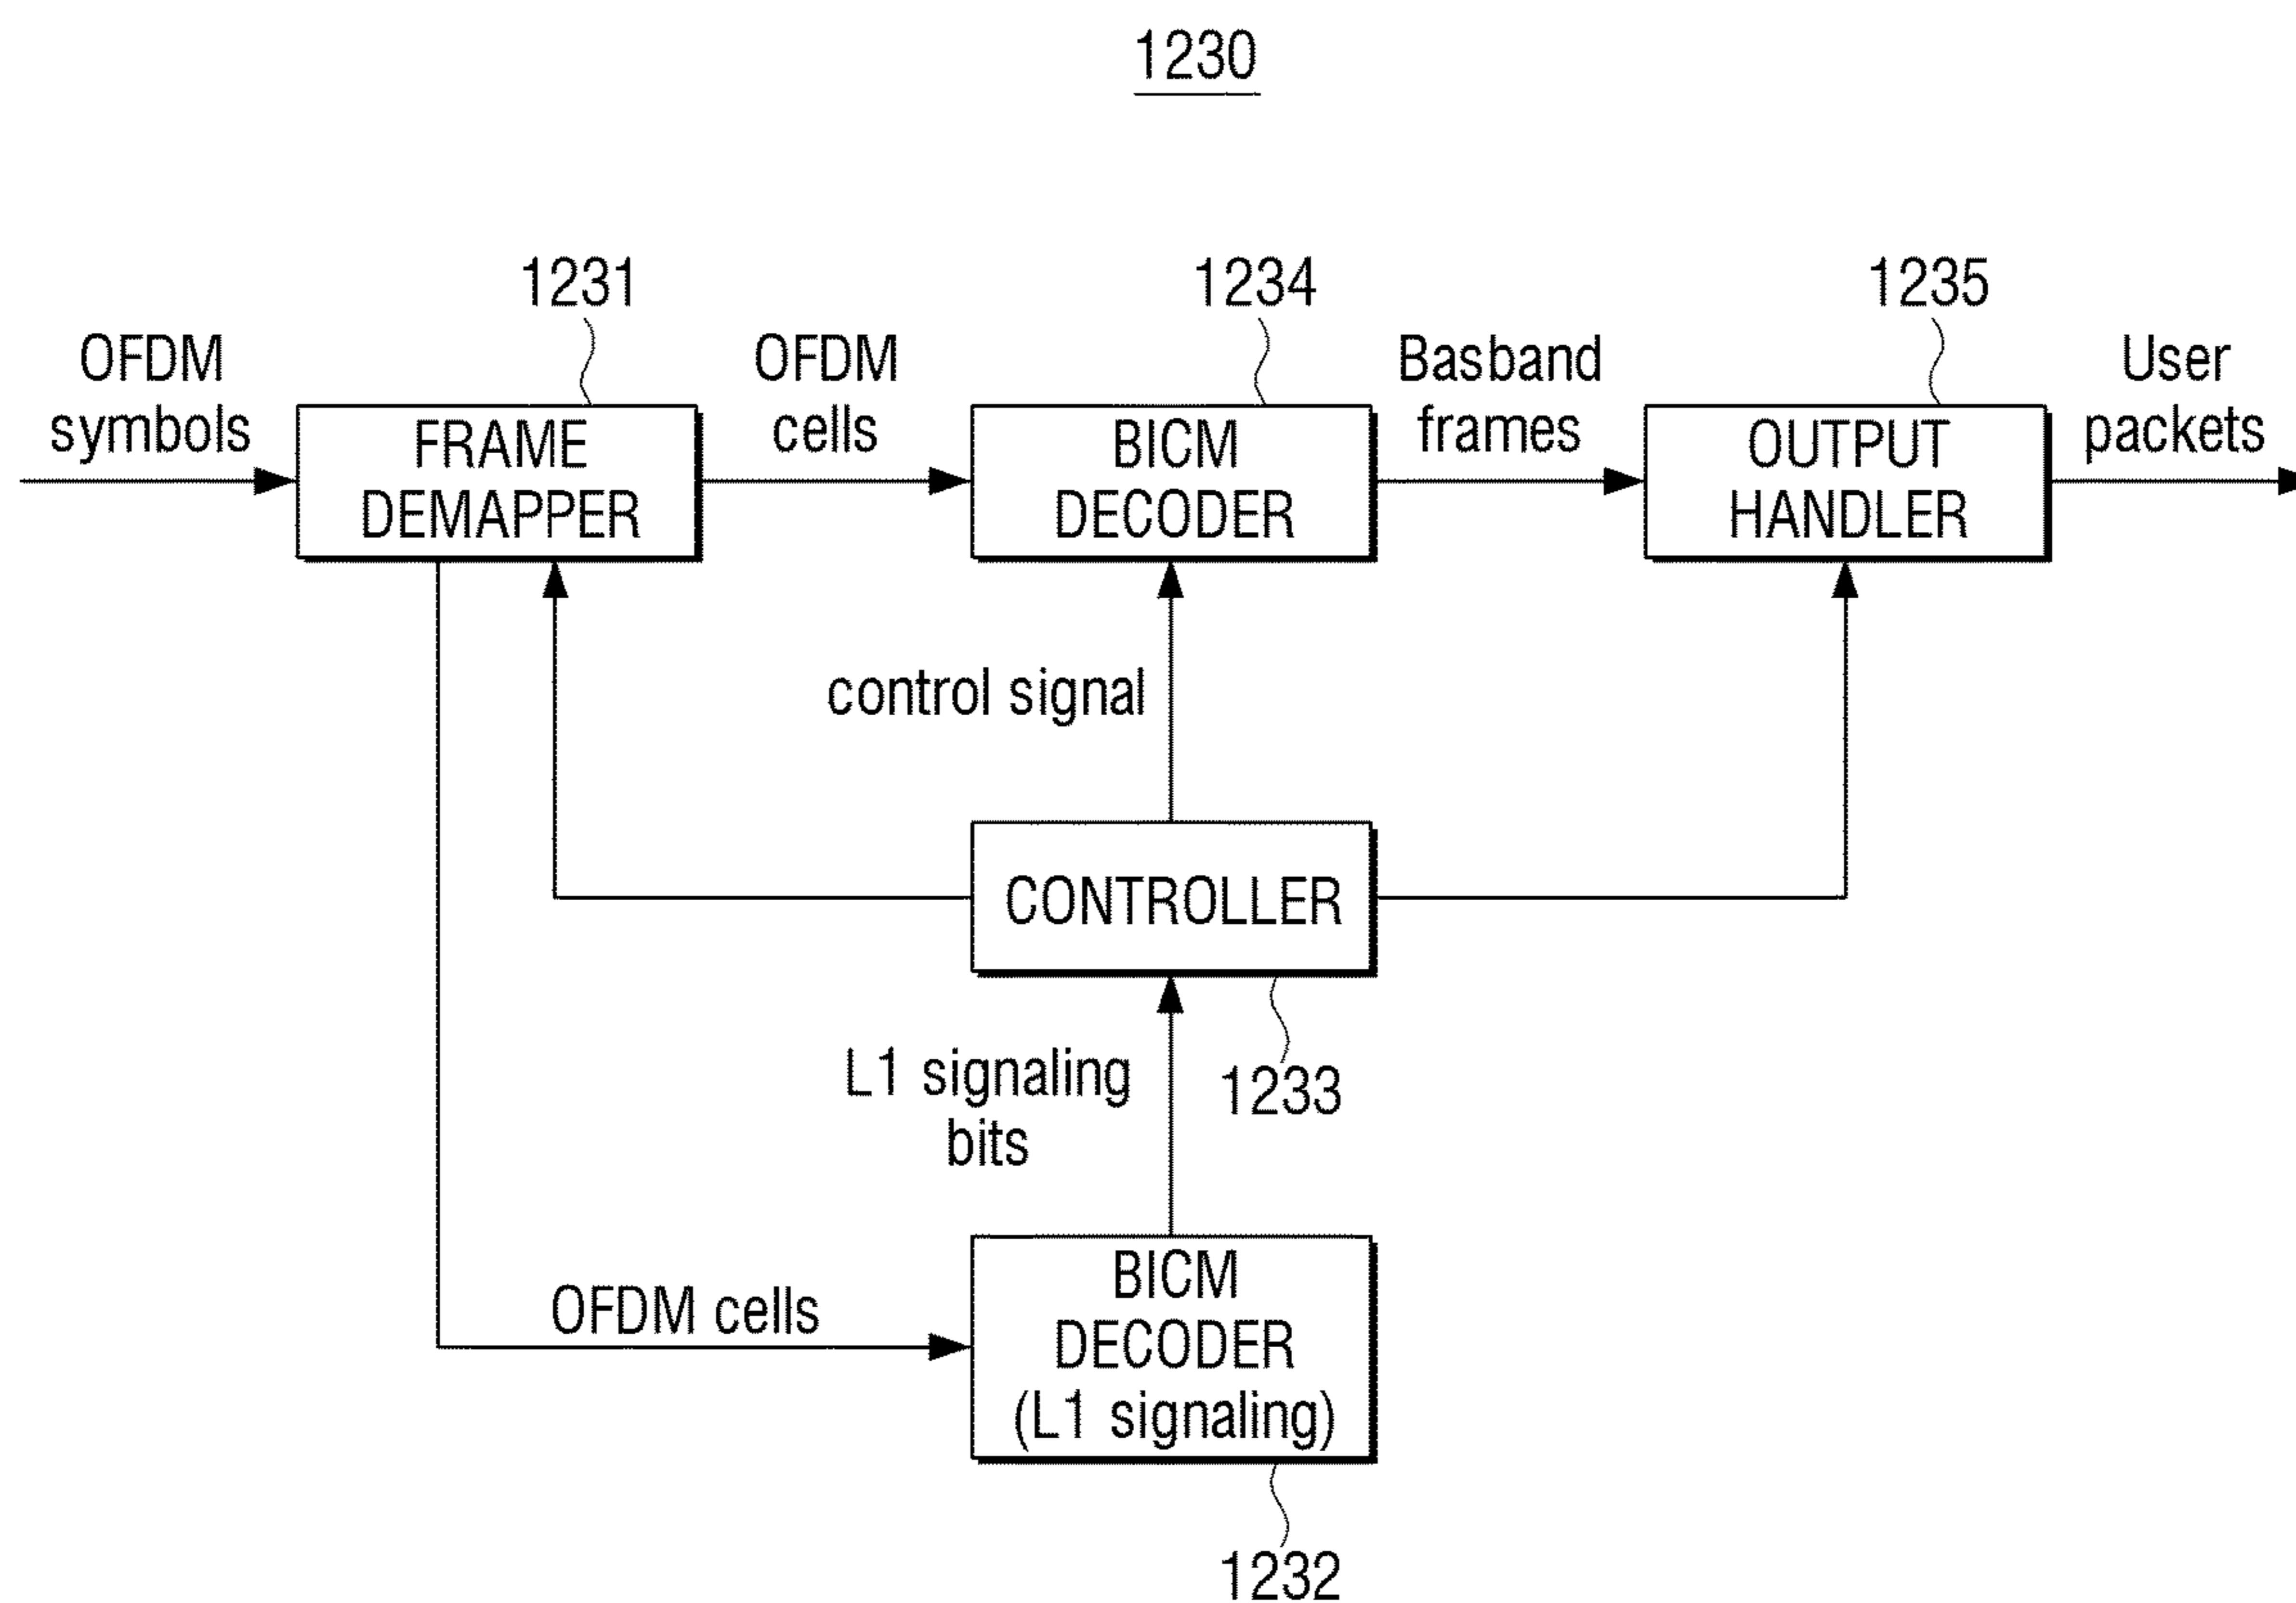 1230
1231
1234
1235
OFDM
symbols
FRAME
DEMAPPER
OFDM
cells
BICM
DECODER
Basband
frames
OUTPUT
HANDLER
User
packets
control signal
CONTROLLER
1233
L1 signaling
bits
OFDM cells
BICM
DECODER
(L1 signaling)
1232